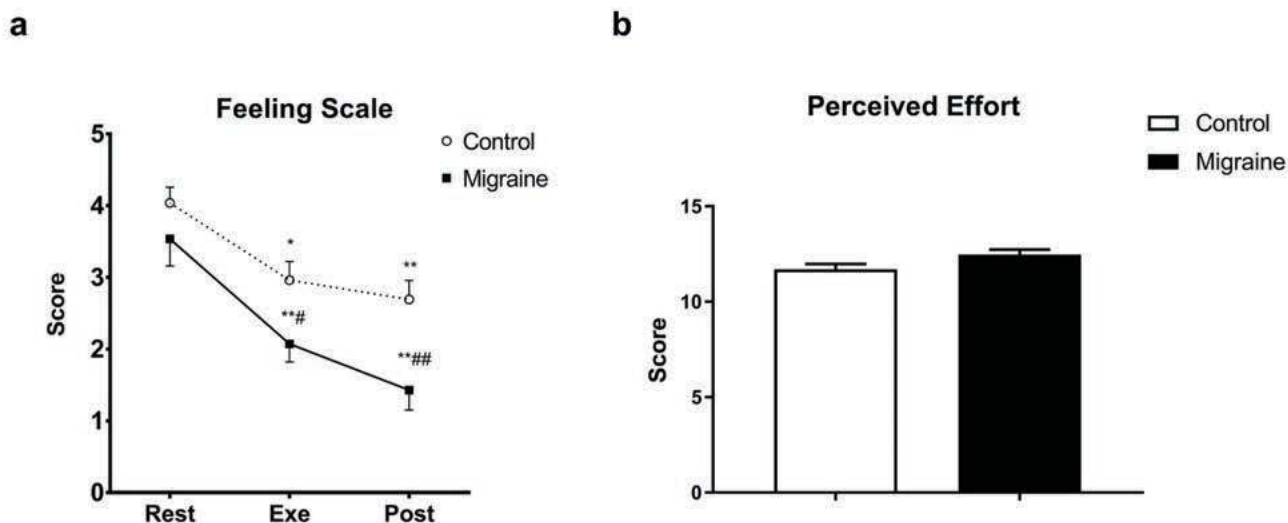 a
Feeling Scale
Control
Migraine
5
4
3
2
1
0
Score
*
**
**#
**##
Rest Exe Post
b
Perceived Effort
Control
Migraine
15
10
5
0
Score